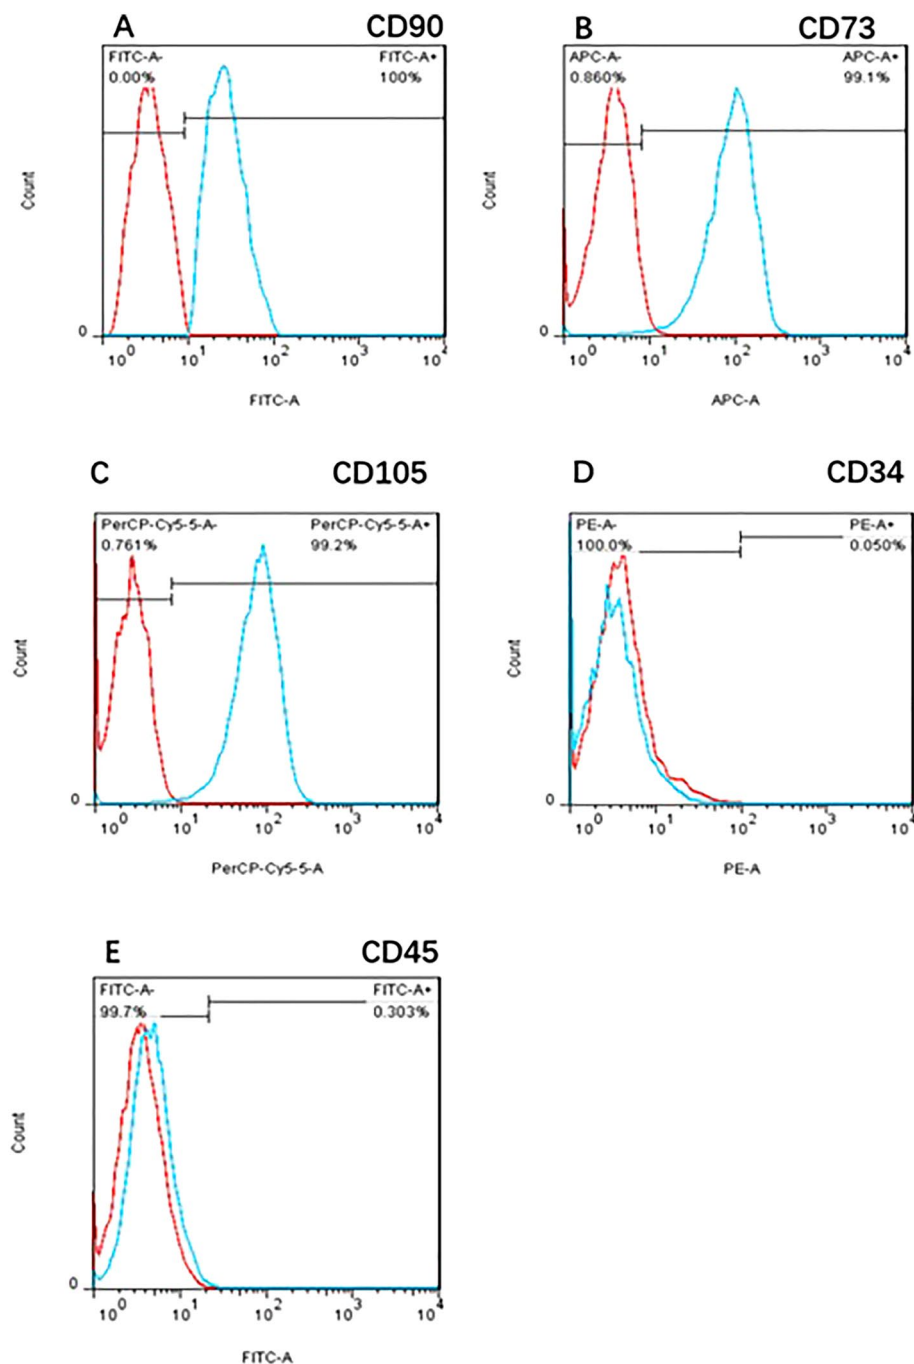 A CD90
FITC-A- FITC-A+
0.00% 100%
Count
0
10^0 10^1 10^2 10^3 10^4
FITC-A
B CD73
APC-A- APC-A+
0.860% 99.1%
Count
0
10^0 10^1 10^2 10^3 10^4
APC-A
C CD105
PerCP-Cy5-5-A- PerCP-Cy5-5-A+
0.761% 99.2%
Count
0
10^0 10^1 10^2 10^3 10^4
PerCP-Cy5-5-A
D CD34
PE-A- PE-A+
100.0% 0.050%
Count
0
10^0 10^1 10^2 10^3 10^4
PE-A
E CD45
FITC-A- FITC-A+
99.7% 0.303%
Count
0
10^0 10^1 10^2 10^3 10^4
FITC-A